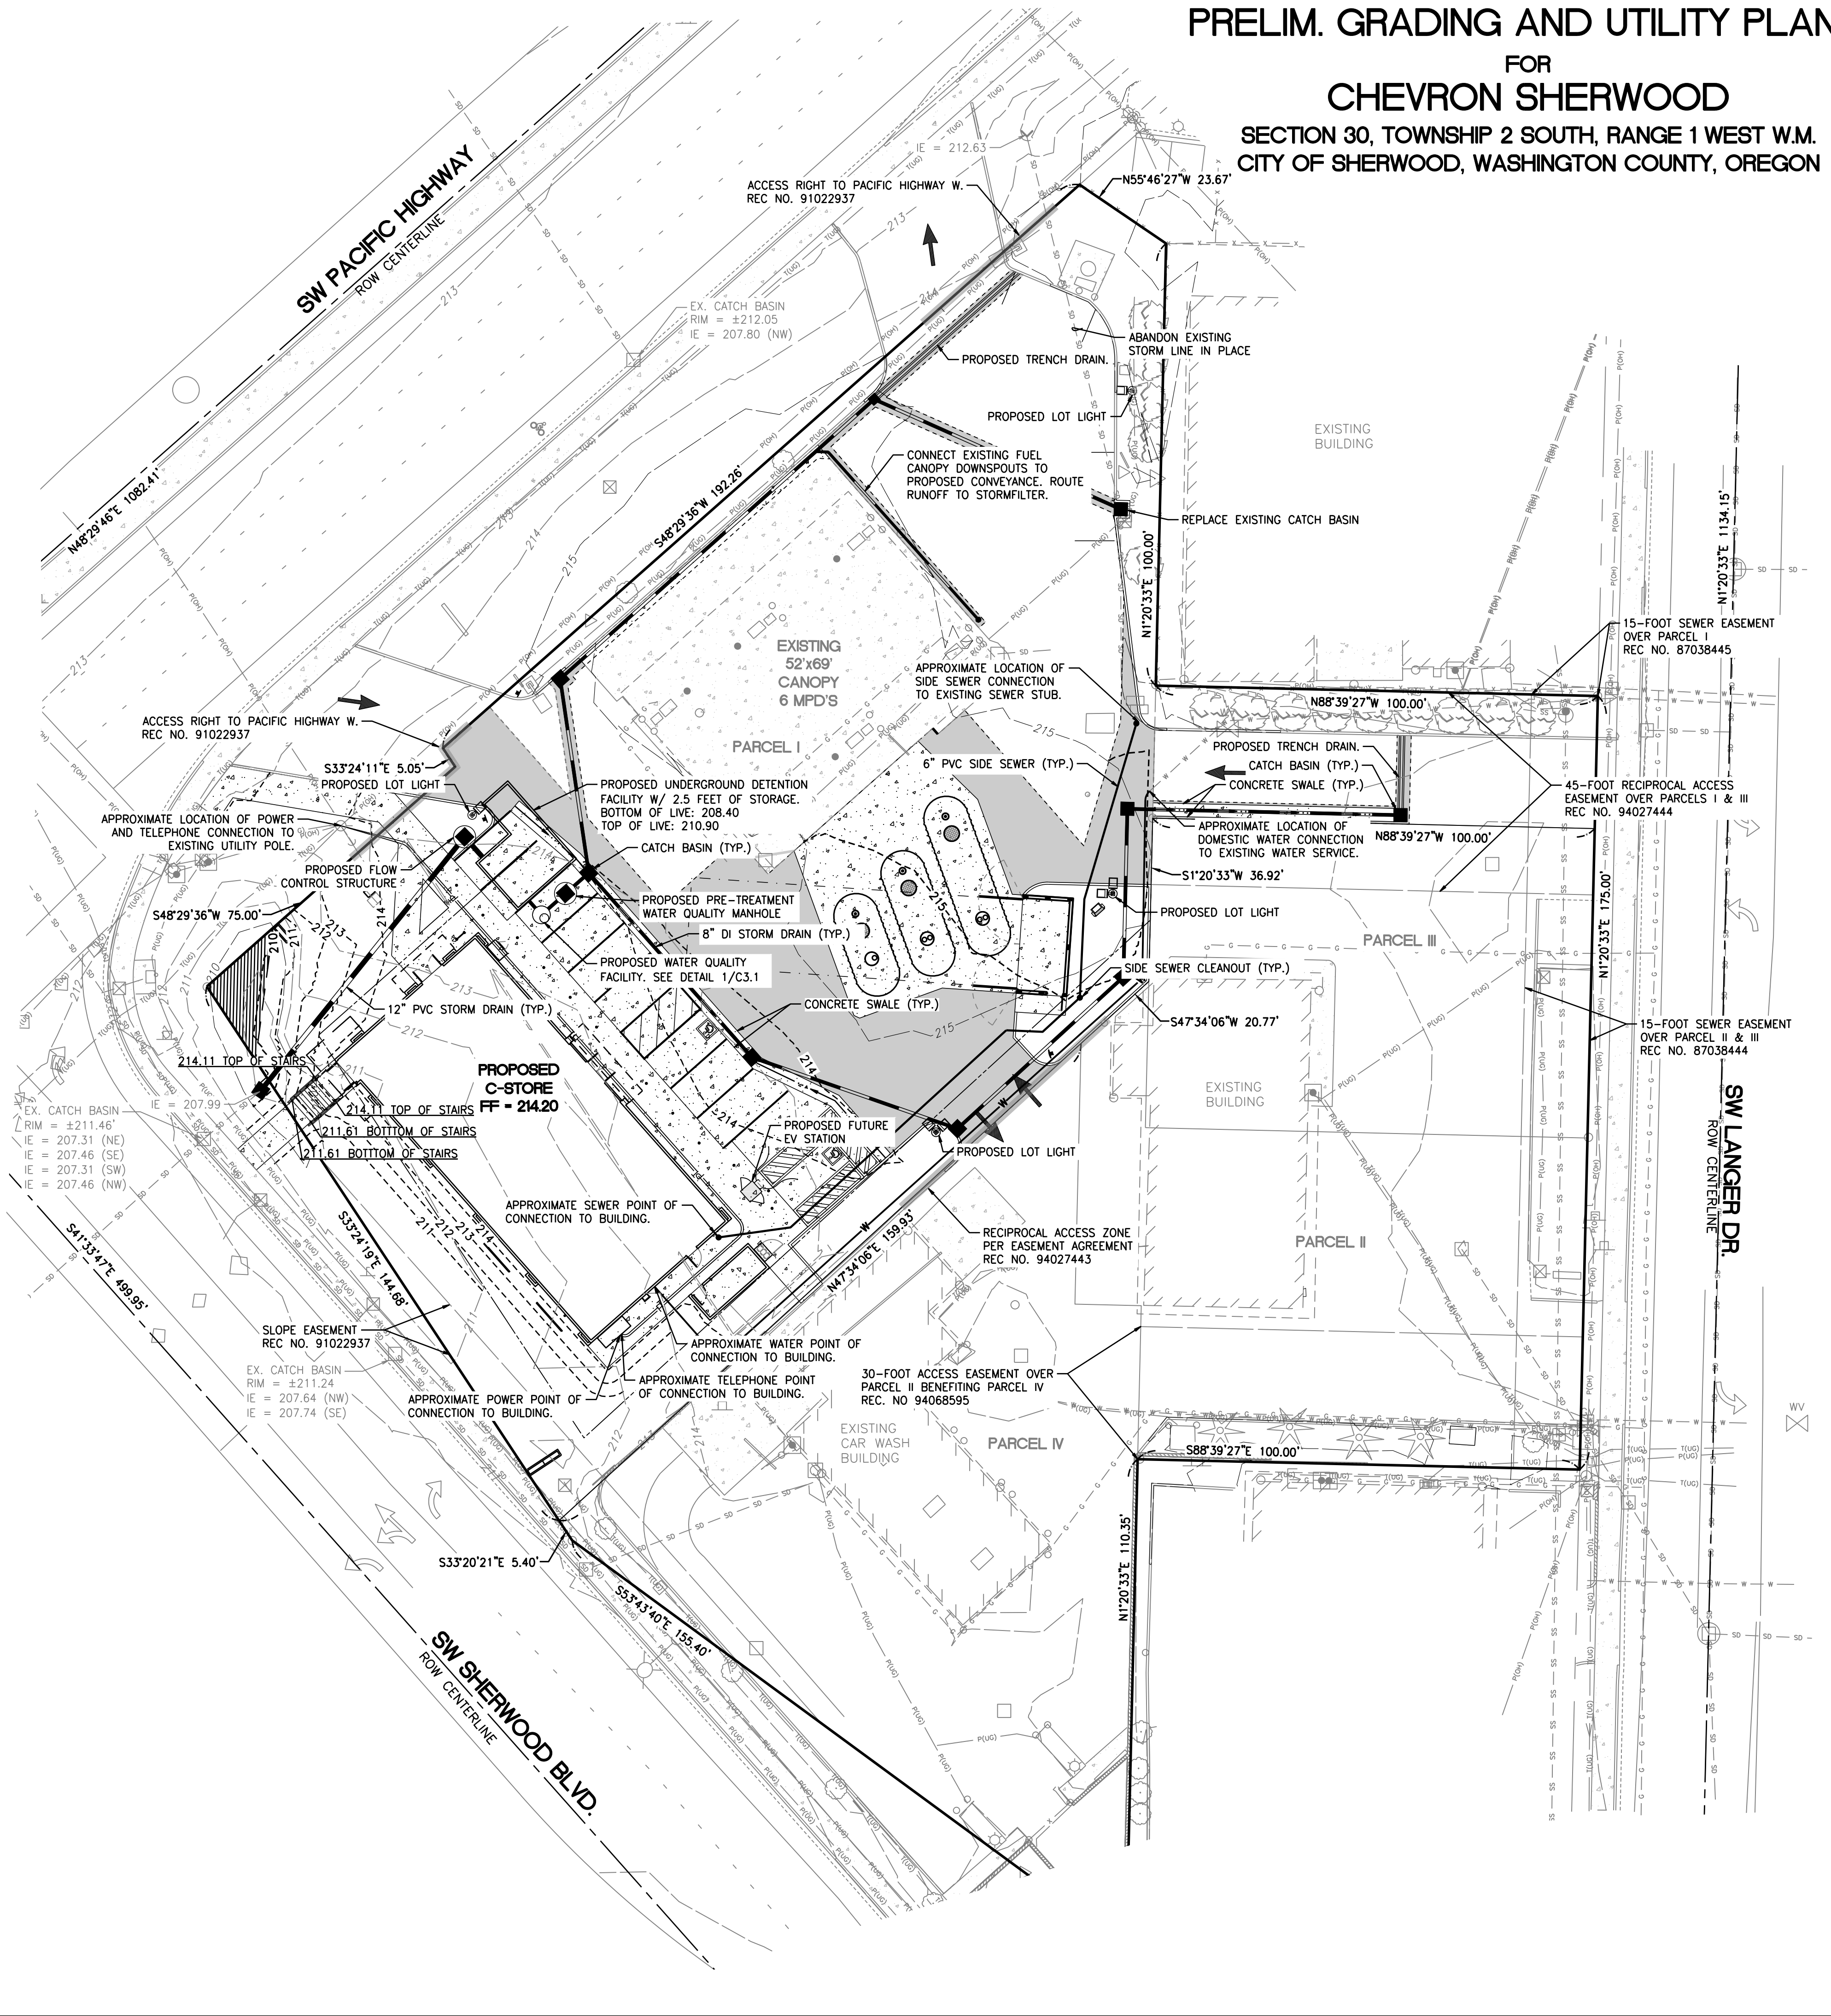 PRELIM. GRADING AND UTILITY PLAN
FOR
CHEVRON SHERWOOD
SECTION 30, TOWNSHIP 2 SOUTH, RANGE 1 WEST W.M.
CITY OF SHERWOOD, WASHINGTON COUNTY, OREGON
SW PACIFIC HIGHWAY
ROW CENTERLINE
N48°29'46"E 1082.41'
IE = 212.63
ACCESS RIGHT TO PACIFIC HIGHWAY W.
REC NO. 91022937
N55°46'27"W 23.67'
EX. CATCH BASIN
RIM = ±212.05
IE = 207.80 (NW)
ABANDON EXISTING
STORM LINE IN PLACE
PROPOSED TRENCH DRAIN.
PROPOSED LOT LIGHT
EXISTING
BUILDING
CONNECT EXISTING FUEL
CANOPY DOWNSPOUTS TO
PROPOSED CONVEYANCE. ROUTE
RUNOFF TO STORMFILTER.
S48°29'36"W 192.26'
REPLACE EXISTING CATCH BASIN
N1°20'33"E 100.00'
N1°20'33"E 1134.15'
15-FOOT SEWER EASEMENT
OVER PARCEL I
REC NO. 87038445
EXISTING
52'x69'
CANOPY
6 MPD'S
PARCEL I
APPROXIMATE LOCATION OF
SIDE SEWER CONNECTION
TO EXISTING SEWER STUB.
N88°39'27"W 100.00'
ACCESS RIGHT TO PACIFIC HIGHWAY W.
REC NO. 91022937
S33°24'11"E 5.05'
PROPOSED LOT LIGHT
APPROXIMATE LOCATION OF POWER
AND TELEPHONE CONNECTION TO
EXISTING UTILITY POLE.
PROPOSED UNDERGROUND DETENTION
FACILITY W/ 2.5 FEET OF STORAGE.
BOTTOM OF LIVE: 208.40
TOP OF LIVE: 210.90
6" PVC SIDE SEWER (TYP.)
PROPOSED TRENCH DRAIN.
CATCH BASIN (TYP.)
CONCRETE SWALE (TYP.)
45-FOOT RECIPROCAL ACCESS
EASEMENT OVER PARCELS I & III
REC NO. 94027444
APPROXIMATE LOCATION OF
DOMESTIC WATER CONNECTION
TO EXISTING WATER SERVICE.
N88°39'27"W 100.00'
CATCH BASIN (TYP.)
PROPOSED FLOW
CONTROL STRUCTURE
S1°20'33"W 36.92'
S48°29'36"W 75.00'
PROPOSED PRE-TREATMENT
WATER QUALITY MANHOLE
PROPOSED LOT LIGHT
N1°20'33"E 175.00'
8" DI STORM DRAIN (TYP.)
PARCEL III
PROPOSED WATER QUALITY
FACILITY. SEE DETAIL 1/C3.1
SIDE SEWER CLEANOUT (TYP.)
12" PVC STORM DRAIN (TYP.)
CONCRETE SWALE (TYP.)
S47°34'06"W 20.77'
15-FOOT SEWER EASEMENT
OVER PARCEL II & III
REC NO. 87038444
214.11 TOP OF STAIRS
PROPOSED
C-STORE
FF = 214.20
EXISTING
BUILDING
SW LANGER DR.
ROW CENTERLINE
EX. CATCH BASIN
RIM = ±211.46'
IE = 207.31 (NE)
IE = 207.46 (SE)
IE = 207.31 (SW)
IE = 207.46 (NW)
IE = 207.99
214.11 TOP OF STAIRS
211.61 BOTTTOM OF STAIRS
211.61 BOTTTOM OF STAIRS
PROPOSED FUTURE
EV STATION
PROPOSED LOT LIGHT
APPROXIMATE SEWER POINT OF
CONNECTION TO BUILDING.
RECIPROCAL ACCESS ZONE
PER EASEMENT AGREEMENT
REC NO. 94027443
PARCEL II
N47°34'06"E 159.93'
S41°33'47"E 499.95'
S33°24'19"E 144.68'
SLOPE EASEMENT
REC NO. 91022937
EX. CATCH BASIN
RIM = ±211.24
IE = 207.64 (NW)
IE = 207.74 (SE)
APPROXIMATE WATER POINT OF
CONNECTION TO BUILDING.
APPROXIMATE TELEPHONE POINT
OF CONNECTION TO BUILDING.
APPROXIMATE POWER POINT OF
CONNECTION TO BUILDING.
30-FOOT ACCESS EASEMENT OVER
PARCEL II BENEFITING PARCEL IV
REC. NO 94068595
EXISTING
CAR WASH
BUILDING
PARCEL IV
WV
S88°39'27"E 100.00'
N1°20'33"E 110.35'
S33°20'21"E 5.40'
S53°43'40"E 155.40'
SW SHERWOOD BLVD.
ROW CENTERLINE